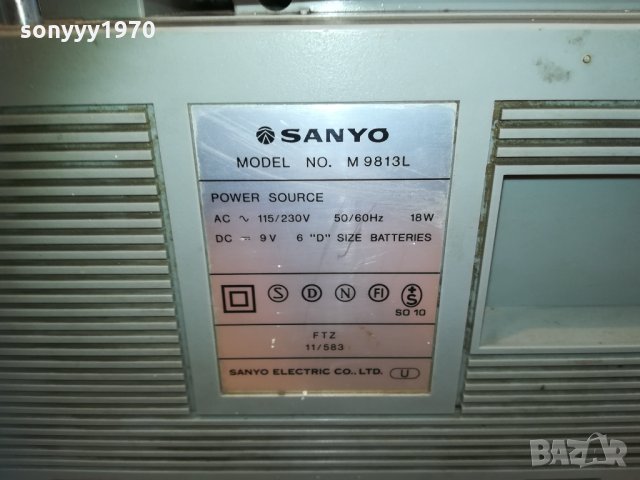 sonyyy1970
SANYO
MODEL NO. M 9813L
POWER SOURCE
AC ∿ 115/230V 50/60Hz 18W
DC ⎓ 9V 6 "D" SIZE BATTERIES
S D N FI +S
SO 10
FTZ
11/583
SANYO ELECTRIC CO., LTD. U
BAZAR